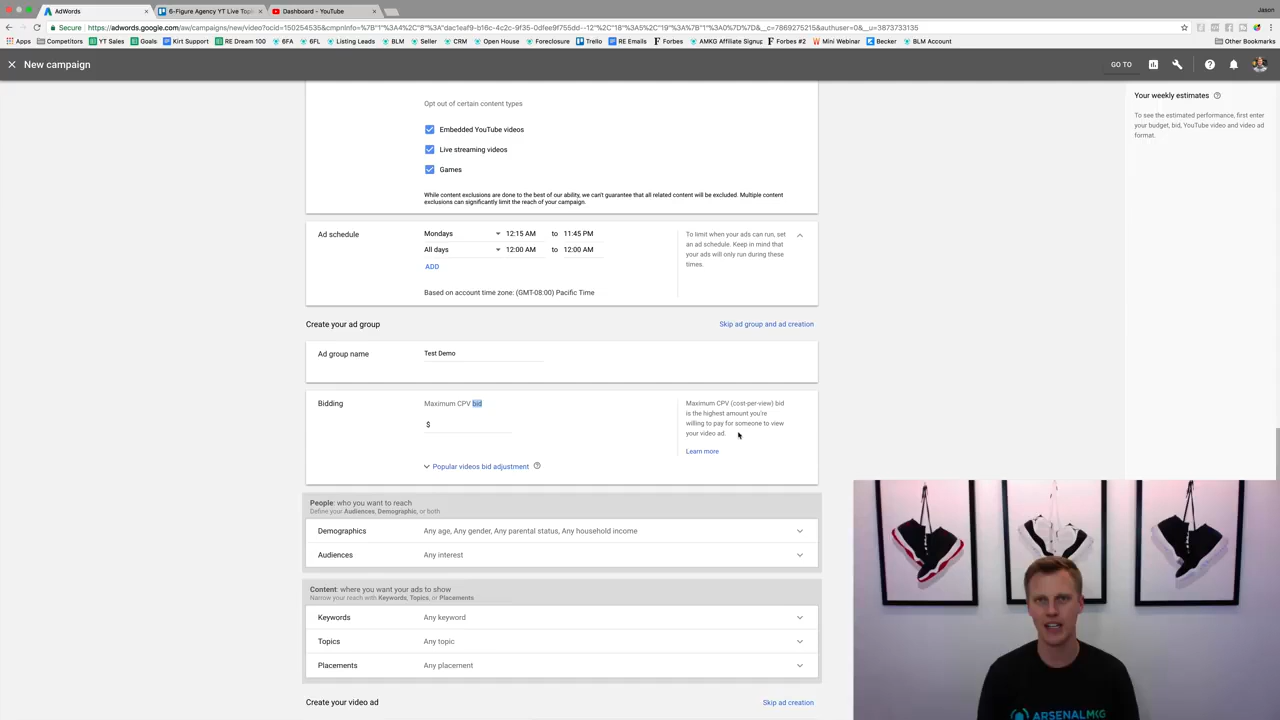 AdWords
6-Figure Agency YT Live Topi
Dashboard - YouTube
Jason
Secure
https://adwords.google.com/aw/campaigns/new/video?ocid=150254535&cmpnInfo=%7B"1"%3A4%2C"8"%3A"dac1eaf9-b16c-4c2c-9f35-0dfee9f755dd--12"%2C"18"%3A5%2C"19"%3A%7B"1"%3A0%7D%7D&__c=7869275215&authuser=0&__u=3873733135
Apps
Competitors
YT Sales
Goals
Kirt Support
RE Dream 100
6FA
6FL
Listing Leads
BLM
Seller
CRM
Open House
Foreclosure
Trello
RE Emails
Forbes
AMKG Affiliate Signup
Forbes #2
Mini Webinar
Becker
BLM Account
Other Bookmarks
New campaign
GO TO
Opt out of certain content types
Embedded YouTube videos
Live streaming videos
Games
While content exclusions are done to the best of our ability, we can't guarantee that all related content will be excluded. Multiple content
exclusions can significantly limit the reach of your campaign.
Your weekly estimates
To see the estimated performance, first enter
your budget, bid, YouTube video and video ad
format.
Ad schedule
Mondays 12:15 AM to 11:45 PM
All days 12:00 AM to 12:00 AM
ADD
Based on account time zone: (GMT-08:00) Pacific Time
To limit when your ads can run, set
an ad schedule. Keep in mind that
your ads will only run during these
times.
Create your ad group
Skip ad group and ad creation
Ad group name
Test Demo
Bidding
Maximum CPV bid
$
Popular videos bid adjustment
Maximum CPV (cost-per-view) bid
is the highest amount you're
willing to pay for someone to view
your video ad.
Learn more
People: who you want to reach
Define your Audiences, Demographic, or both
Demographics
Any age, Any gender, Any parental status, Any household income
Audiences
Any interest
Content: where you want your ads to show
Narrow your reach with Keywords, Topics, or Placements
Keywords
Any keyword
Topics
Any topic
Placements
Any placement
Create your video ad
Skip ad creation
ARSENALMKG